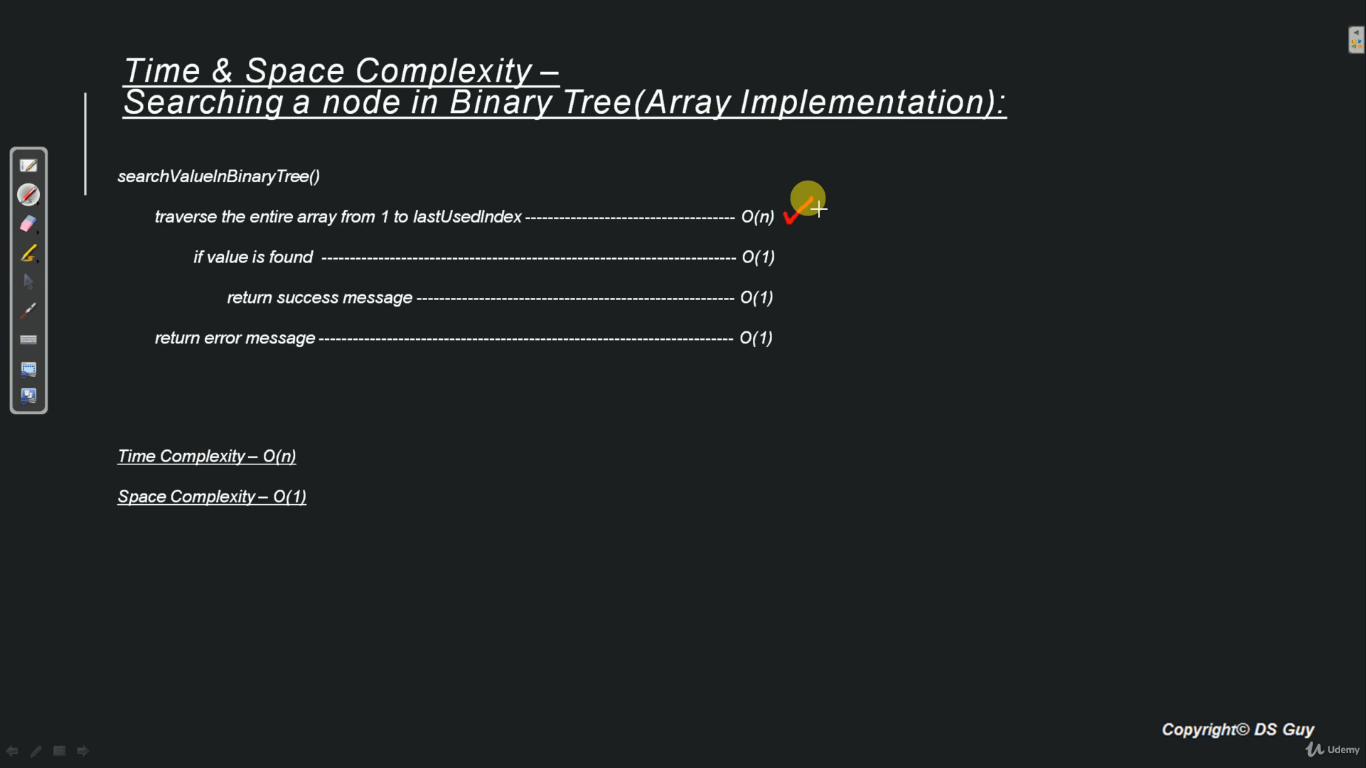 Time & Space Complexity –
Searching a node in Binary Tree(Array Implementation):
searchValueInBinaryTree()
traverse the entire array from 1 to lastUsedIndex ------------------------------------- O(n)
if value is found ------------------------------------------------------------------------- O(1)
return success message -------------------------------------------------------- O(1)
return error message ------------------------------------------------------------------------- O(1)
Time Complexity – O(n)
Space Complexity – O(1)
Copyright© DS Guy
Udemy